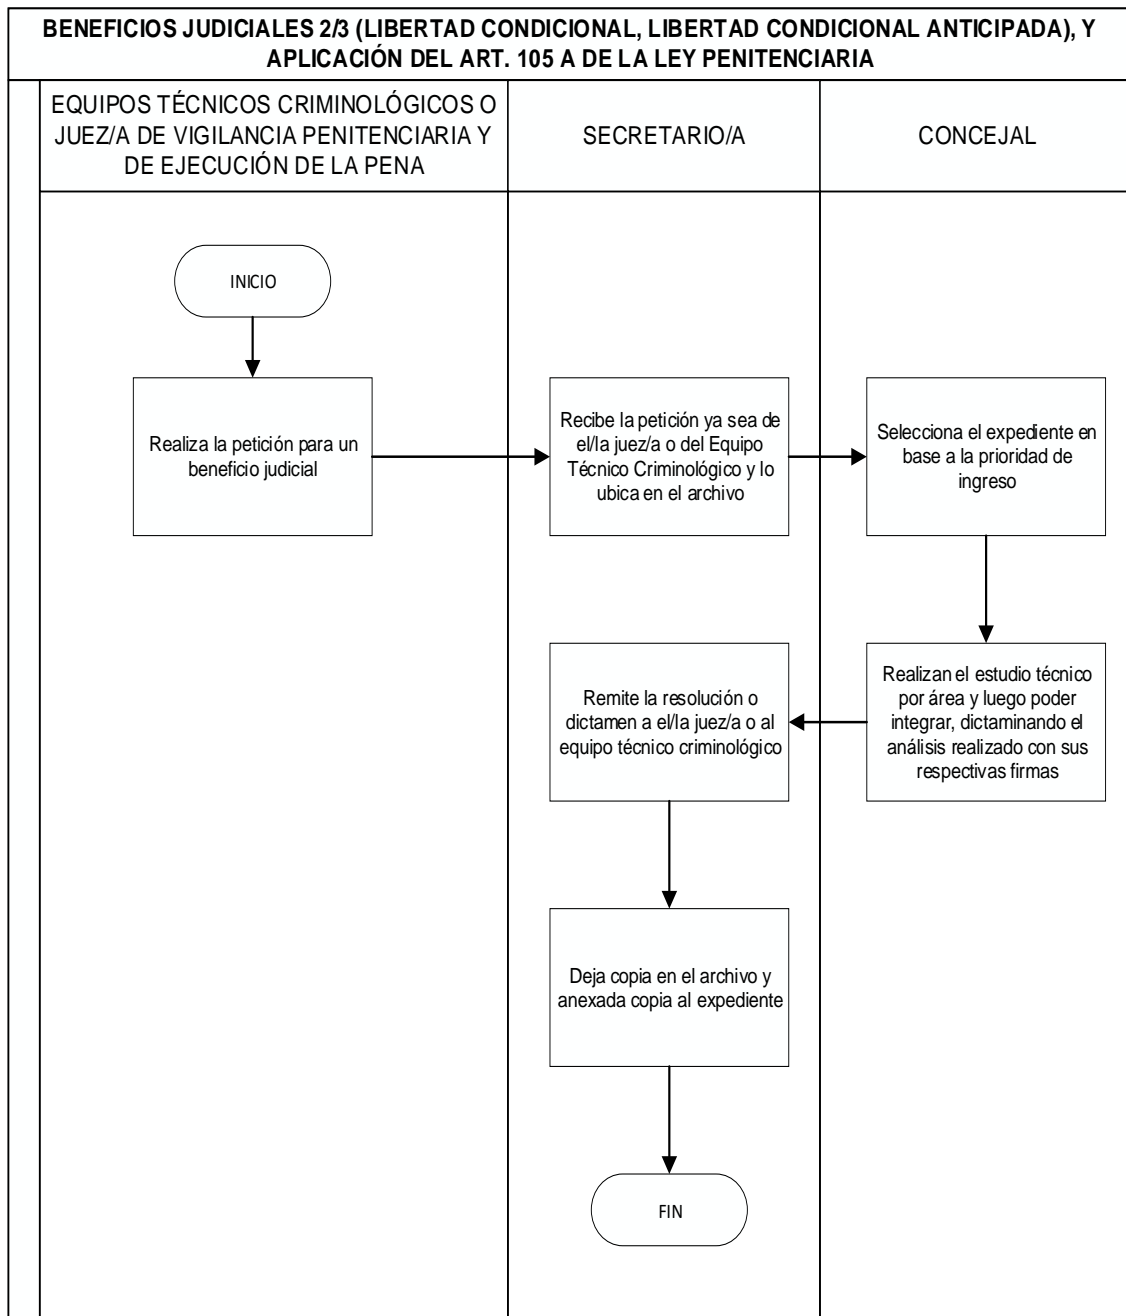 BENEFICIOS JUDICIALES 2/3 (LIBERTAD CONDICIONAL, LIBERTAD CONDICIONAL ANTICIPADA), Y
APLICACIÓN DEL ART. 105 A DE LA LEY PENITENCIARIA
EQUIPOS TÉCNICOS CRIMINOLÓGICOS O
JUEZ/A DE VIGILANCIA PENITENCIARIA Y
DE EJECUCIÓN DE LA PENA
SECRETARIO/A
CONCEJAL
INICIO
Realiza la petición para un
beneficio judicial
Recibe la petición ya sea de
el/la juez/a o del Equipo
Técnico Criminológico y lo
ubica en el archivo
Selecciona el expediente en
base a la prioridad de
ingreso
Realizan el estudio técnico
por área y luego poder
integrar, dictaminando el
análisis realizado con sus
respectivas firmas
Remite la resolución o
dictamen a el/la juez/a o al
equipo técnico criminológico
Deja copia en el archivo y
anexada copia al expediente
FIN